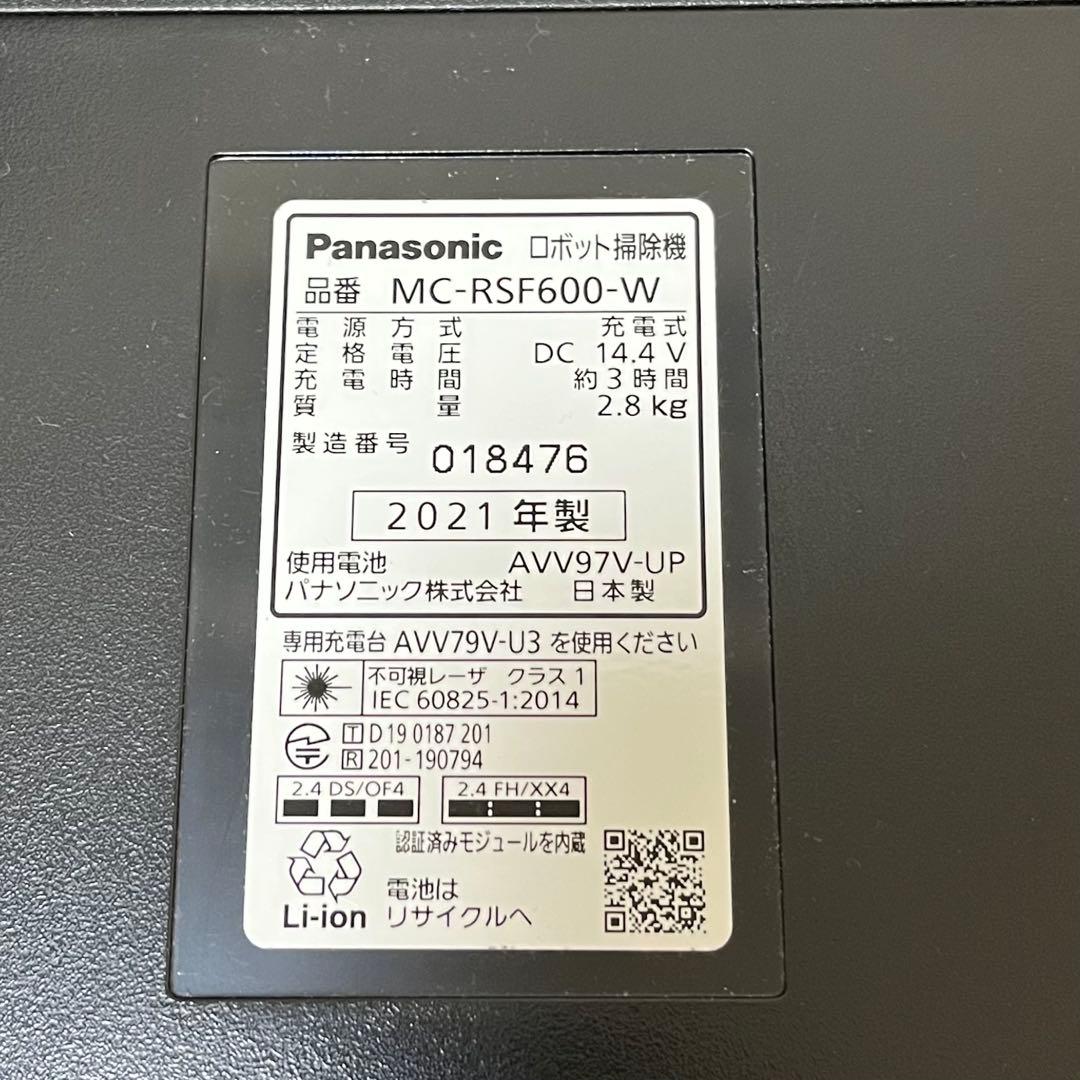 Panasonic ロボット掃除機
品番 MC-RSF600-W
電源方式 充電式
定格電圧 DC 14.4 V
充電時間 約3時間
質量 2.8 kg
製造番号 018476
2021年製
使用電池 AVV97V-UP
パナソニック株式会社 日本製
専用充電台 AVV79V-U3 を使用ください
不可視レーザ クラス 1
IEC 60825-1:2014
T D 19 0187 201
R 201-190794
2.4 DS/OF4 2.4 FH/XX4
認証済みモジュールを内蔵
電池は
Li-ion リサイクルへ